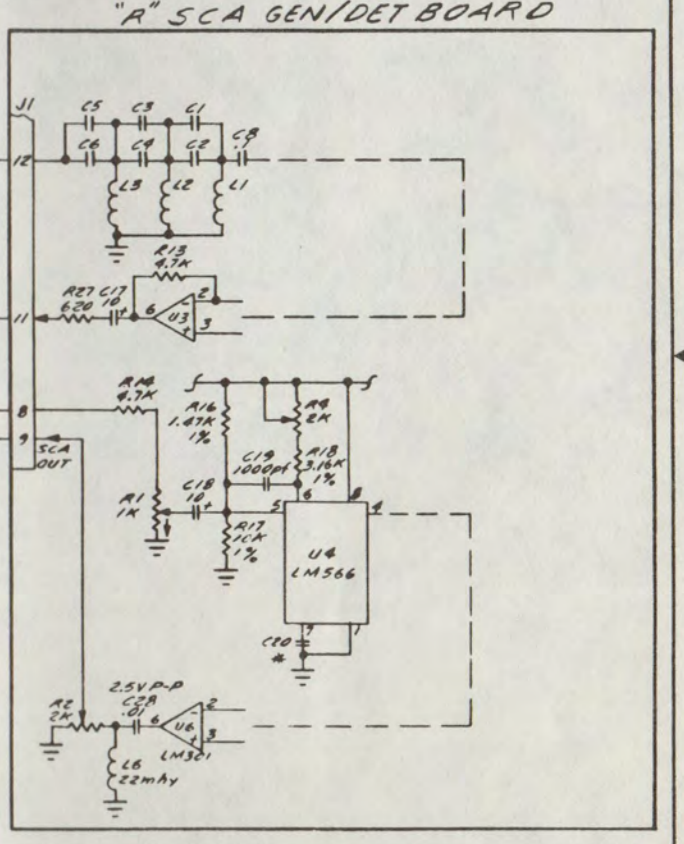 "R" SCA GEN/DET BOARD
J1
C5 C3 C1
C6 C4 C2 C8
.1
12
L3 L2 L1
R13
4.7K
R27 C17
620 10
+
6
U3
- 2
+ 3
11
R14
4.7K
8
9
SCA
OUT
R16
1.47K
1%
R4
2K
R18
3.16K
1%
C19
1000pf
C18
10
+
R1
1K
R17
10K
1%
5
6
8
4
U4
LM566
7
1
C20
*
2.5V P-P
C28
.01
R2
2K
6
U6
- 2
+ 3
L6
22mhy